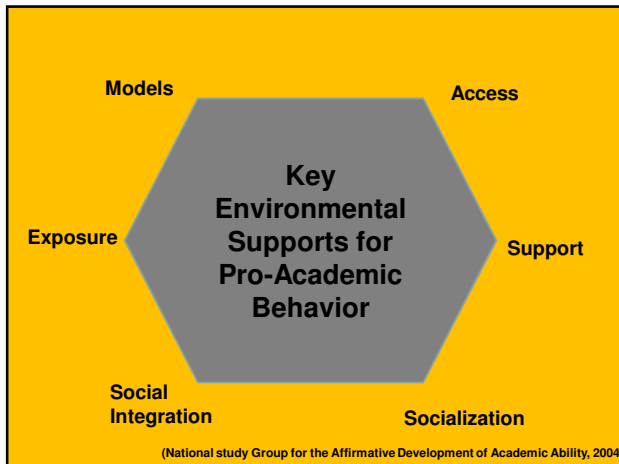 Models
Access
Key
Environmental
Supports for
Pro-Academic
Behavior
Exposure
Support
Social
Integration
Socialization
(National study Group for the Affirmative Development of Academic Ability, 2004